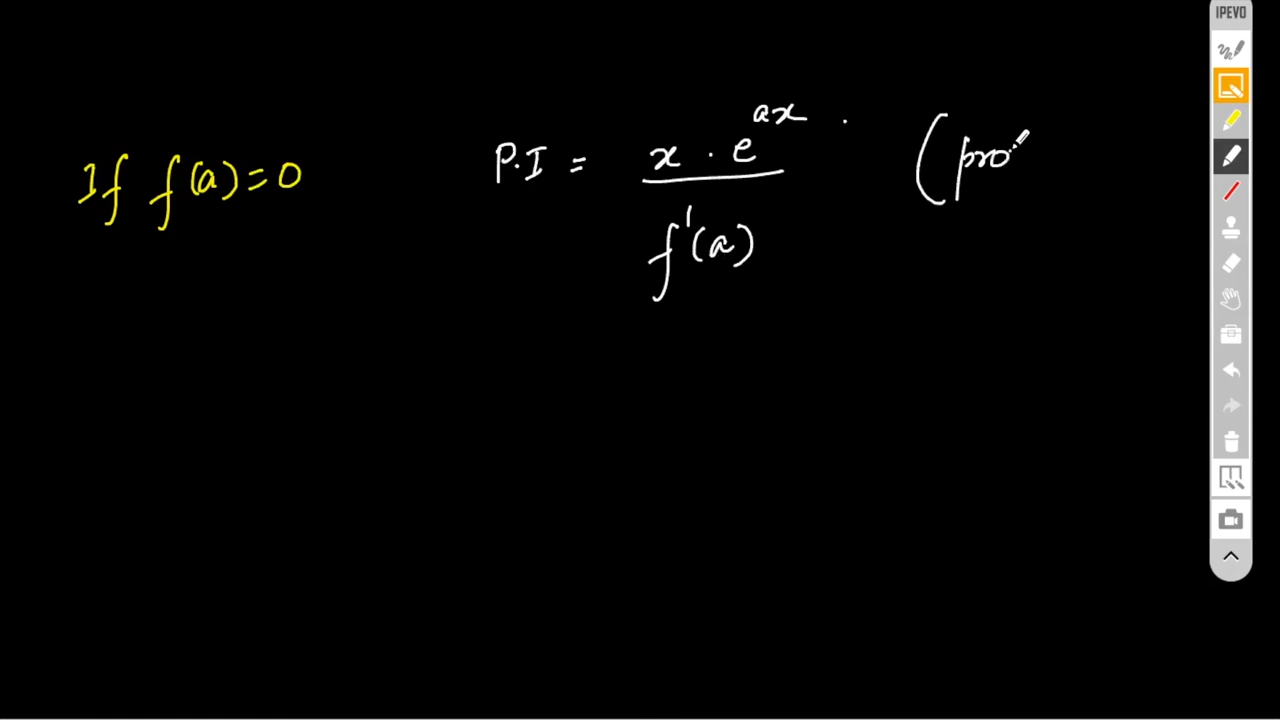 IPEVO
If f(a)=0 P.I = x · e^{ax} / f'(a) . (pro